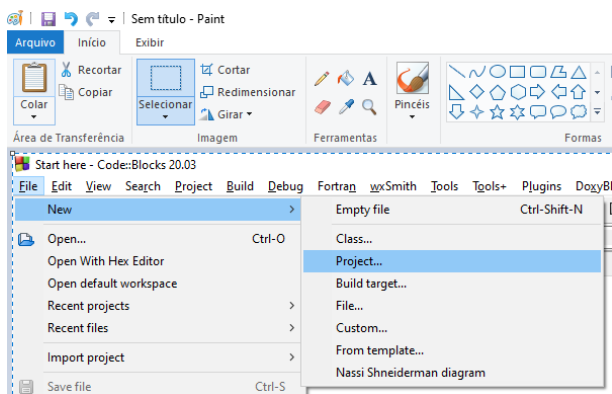 Sem título - Paint
Arquivo Início Exibir
Colar
Recortar
Copiar
Selecionar
Cortar
Redimensionar
Girar
A
Pincéis
Área de Transferência Imagem Ferramentas Formas
Start here - Code::Blocks 20.03
File Edit View Search Project Build Debug Fortran wxSmith Tools Tools+ Plugins DoxyBl
New
Open... Ctrl-O
Open With Hex Editor
Open default workspace
Recent projects
Recent files
Import project
Save file Ctrl-S
Empty file Ctrl-Shift-N
Class...
Project...
Build target...
File...
Custom...
From template...
Nassi Shneiderman diagram